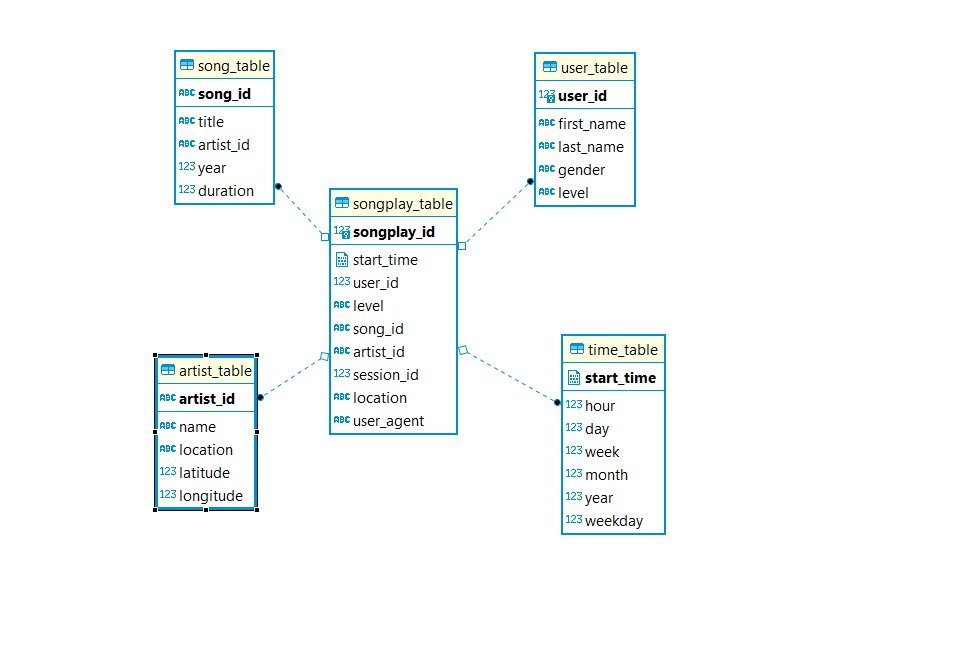 song_table
ABC song_id
ABC title
ABC artist_id
123 year
123 duration
user_table
123 user_id
ABC first_name
ABC last_name
ABC gender
ABC level
songplay_table
123 songplay_id
start_time
123 user_id
ABC level
ABC song_id
ABC artist_id
123 session_id
ABC location
ABC user_agent
artist_table
ABC artist_id
ABC name
ABC location
123 latitude
123 longitude
time_table
start_time
123 hour
123 day
123 week
123 month
123 year
123 weekday